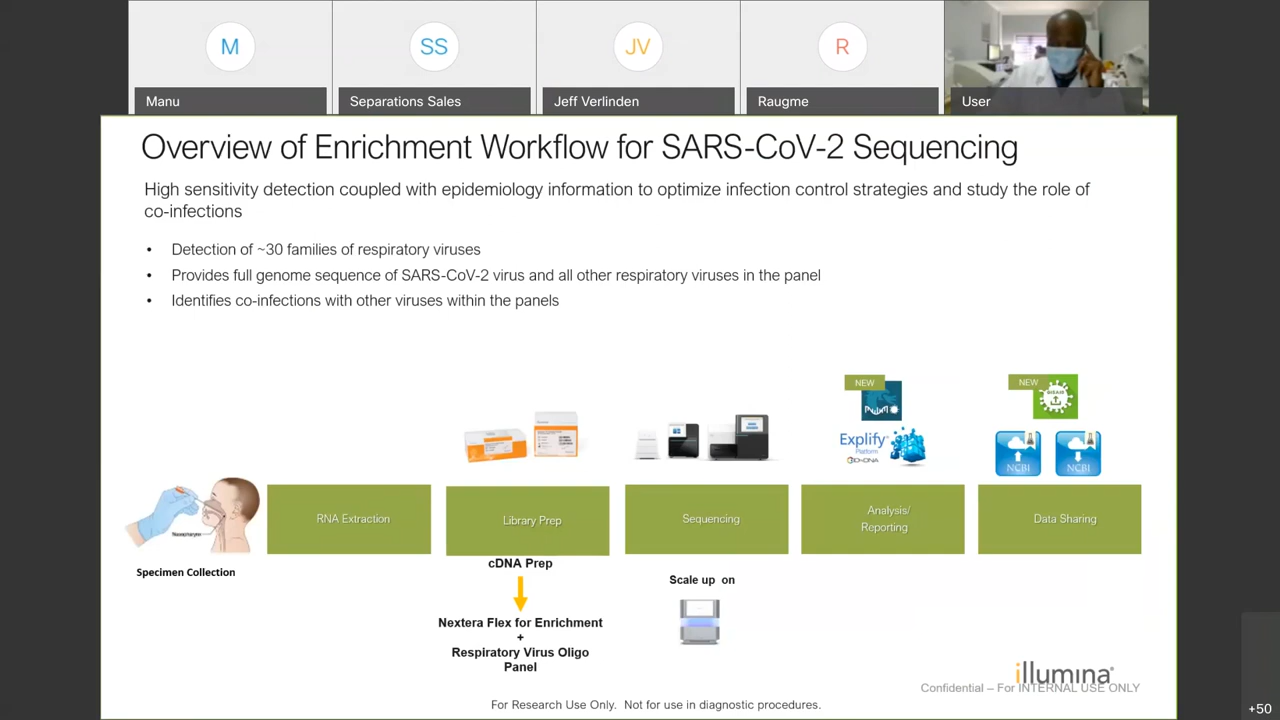 M
SS
JV
R
Manu
Separations Sales
Jeff Verlinden
Raugme
User
Overview of Enrichment Workflow for SARS-CoV-2 Sequencing
High sensitivity detection coupled with epidemiology information to optimize infection control strategies and study the role of
co-infections
• Detection of ~30 families of respiratory viruses
• Provides full genome sequence of SARS-CoV-2 virus and all other respiratory viruses in the panel
• Identifies co-infections with other viruses within the panels
NEW
NEW
GISAID
Explify
Platform
NCBI
NCBI
RNA Extraction
Library Prep
Sequencing
Analysis/
Reporting
Data Sharing
Specimen Collection
cDNA Prep
Scale up on
Nextera Flex for Enrichment
+
Respiratory Virus Oligo
Panel
illumina
Confidential – For INTERNAL USE ONLY
For Research Use Only. Not for use in diagnostic procedures.
+50